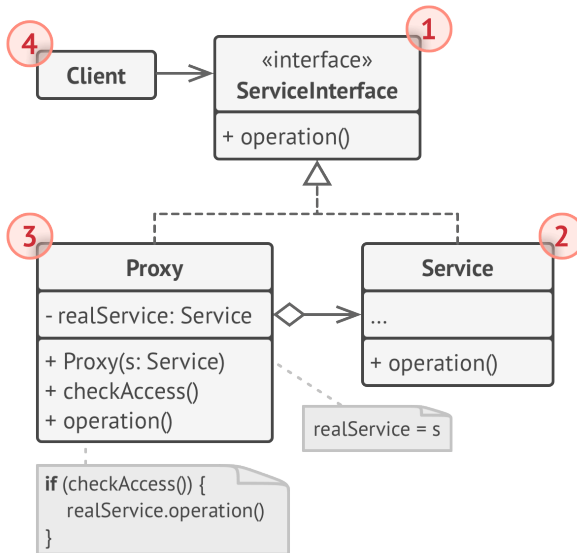 4
Client
1
«interface»
ServiceInterface
+ operation()
3
Proxy
- realService: Service
+ Proxy(s: Service)
+ checkAccess()
+ operation()
2
Service
...
+ operation()
realService = s
if (checkAccess()) {
realService.operation()
}